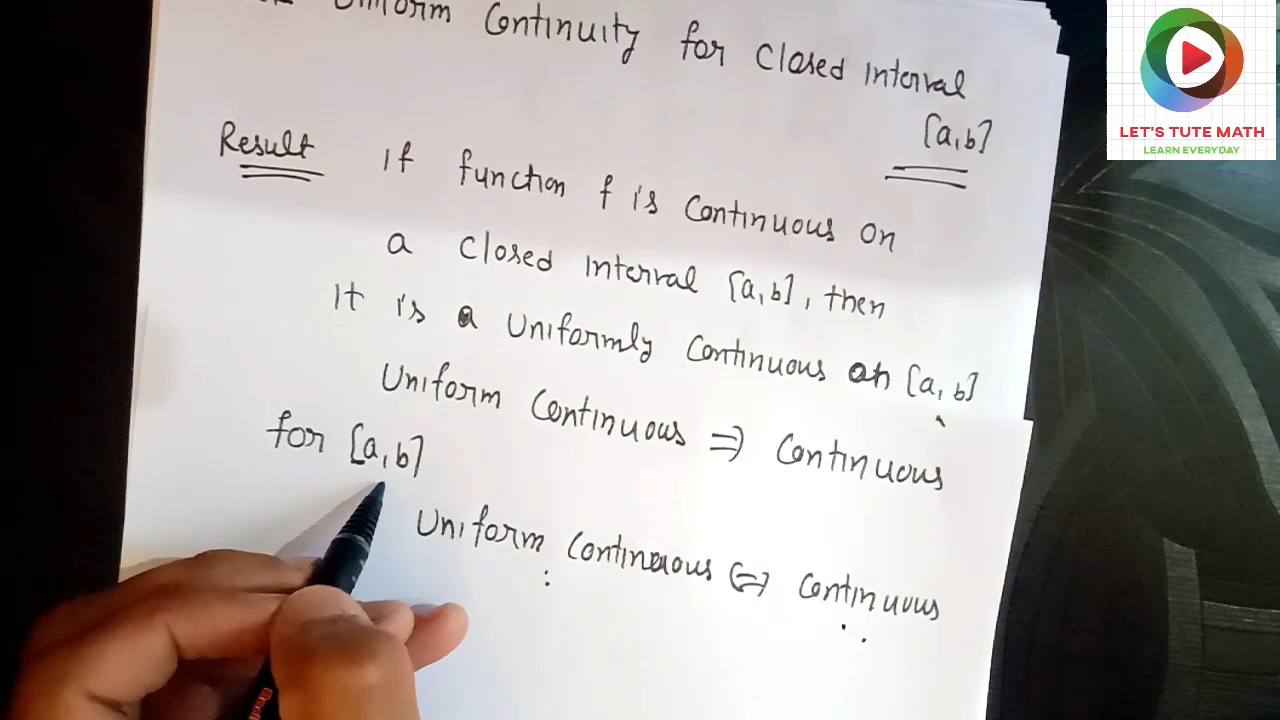 Uniform Continuity for Closed Interval
[a,b]
Result If function f is Continuous on
a closed interval [a,b], then
It is a Uniformly Continuous on [a, b]
Uniform Continuous ⇒ Continuous
for [a,b]
Uniform Continuous ⇔ Continuous
LET'S TUTE MATH
LEARN EVERYDAY